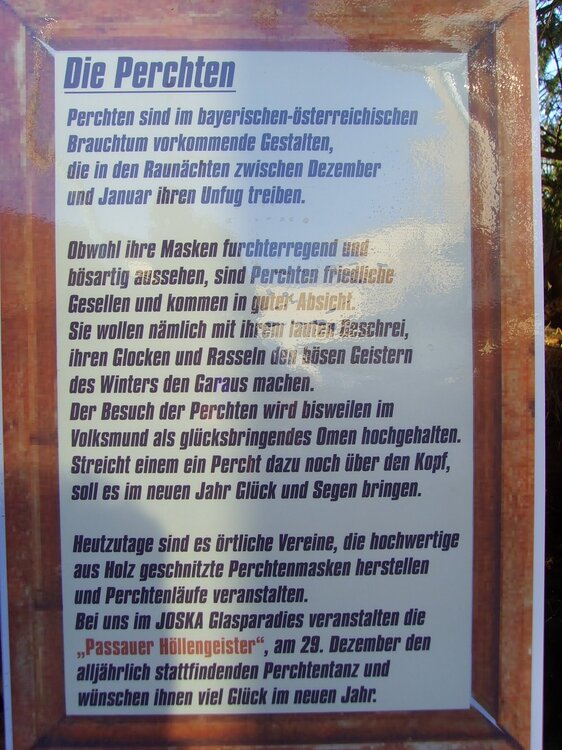 Die Perchten
Perchten sind im bayerischen-österreichischen
Brauchtum vorkommende Gestalten,
die in den Raunächten zwischen Dezember
und Januar ihren Unfug treiben.
Obwohl ihre Masken furchterregend und
bösartig aussehen, sind Perchten friedliche
Gesellen und kommen in guter Absicht.
Sie wollen nämlich mit ihrem lauten Geschrei,
ihren Glocken und Rasseln den bösen Geistern
des Winters den Garaus machen.
Der Besuch der Perchten wird bisweilen im
Volksmund als glücksbringendes Omen hochgehalten.
Streicht einem ein Percht dazu noch über den Kopf,
soll es im neuen Jahr Glück und Segen bringen.
Heutzutage sind es örtliche Vereine, die hochwertige
aus Holz geschnitzte Perchtenmasken herstellen
und Perchtenläufe veranstalten.
Bei uns im JOSKA Glasparadies veranstalten die
„Passauer Höllengeister“, am 29. Dezember den
alljährlich stattfindenden Perchtentanz und
wünschen ihnen viel Glück im neuen Jahr.